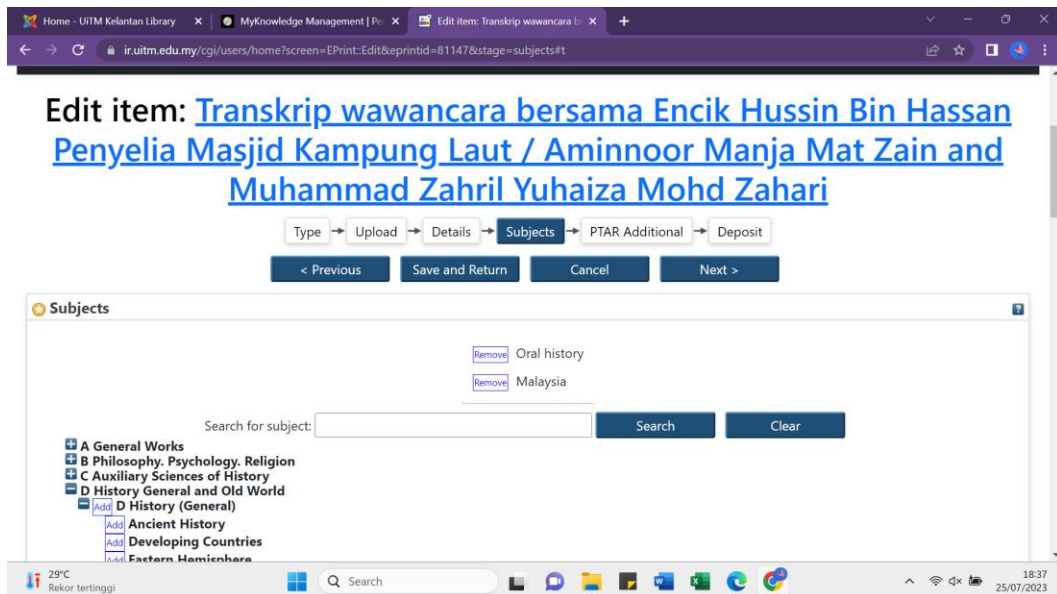 Home - UiTM Kelantan Library
MyKnowledge Management | Per
Edit item: Transkrip wawancara b
ir.uitm.edu.my/cgi/users/home?screen=EPrint::Edit&eprintid=81147&stage=subjects#t
Edit item: Transkrip wawancara bersama Encik Hussin Bin Hassan
Penyelia Masjid Kampung Laut / Aminnoor Manja Mat Zain and
Muhammad Zahril Yuhaiza Mohd Zahari
Type → Upload → Details → Subjects → PTAR Additional → Deposit
< Previous Save and Return Cancel Next >
Subjects
Remove Oral history
Remove Malaysia
Search for subject: Search Clear
A General Works
B Philosophy. Psychology. Religion
C Auxiliary Sciences of History
D History General and Old World
Add D History (General)
Add Ancient History
Add Developing Countries
Add Eastern Hemisphere
29°C
Rekor tertinggi
Search
18:37
25/07/2023